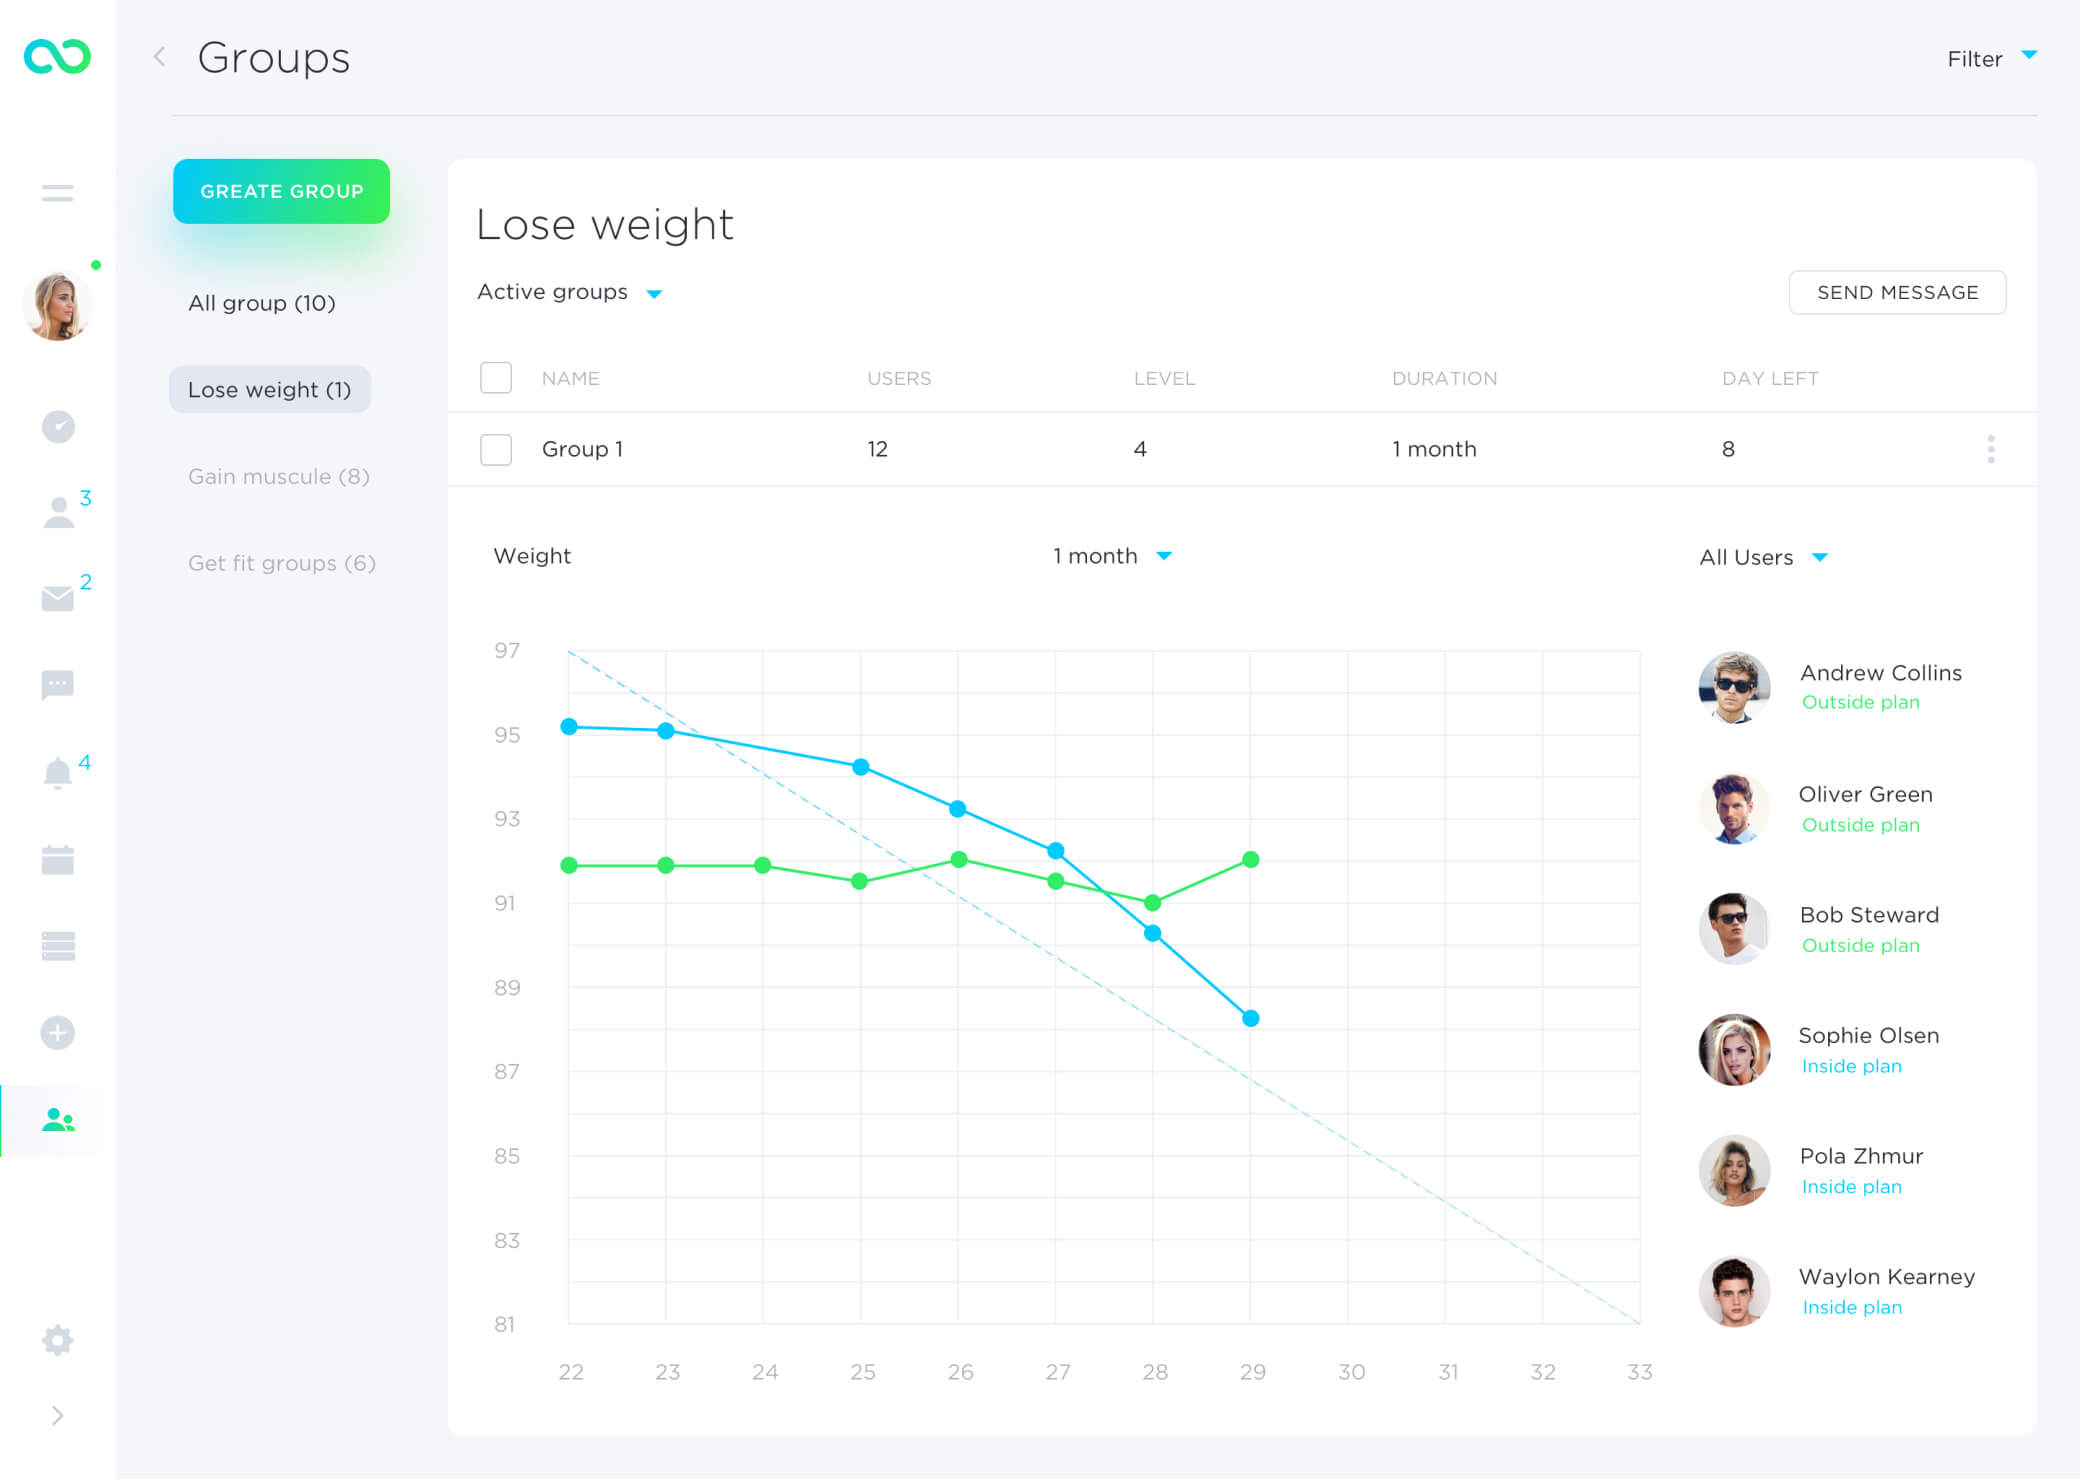 Groups
Filter
GREATE GROUP
All group (10)
Lose weight (1)
Gain muscule (8)
Get fit groups (6)
3
2
4
Lose weight
Active groups
SEND MESSAGE
NAME USERS LEVEL DURATION DAY LEFT
Group 1 12 4 1 month 8
Weight
1 month
All Users
97
95
93
91
89
87
85
83
81
22 23 24 25 26 27 28 29 30 31 32 33
Andrew Collins
Outside plan
Oliver Green
Outside plan
Bob Steward
Outside plan
Sophie Olsen
Inside plan
Pola Zhmur
Inside plan
Waylon Kearney
Inside plan